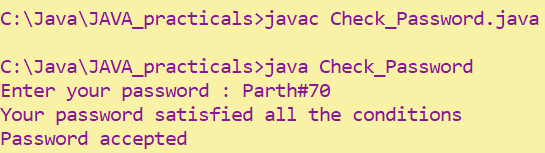 C:\Java\JAVA_practicals>javac Check_Password.java
C:\Java\JAVA_practicals>java Check_Password
Enter your password : Parth#70
Your password satisfied all the conditions
Password accepted